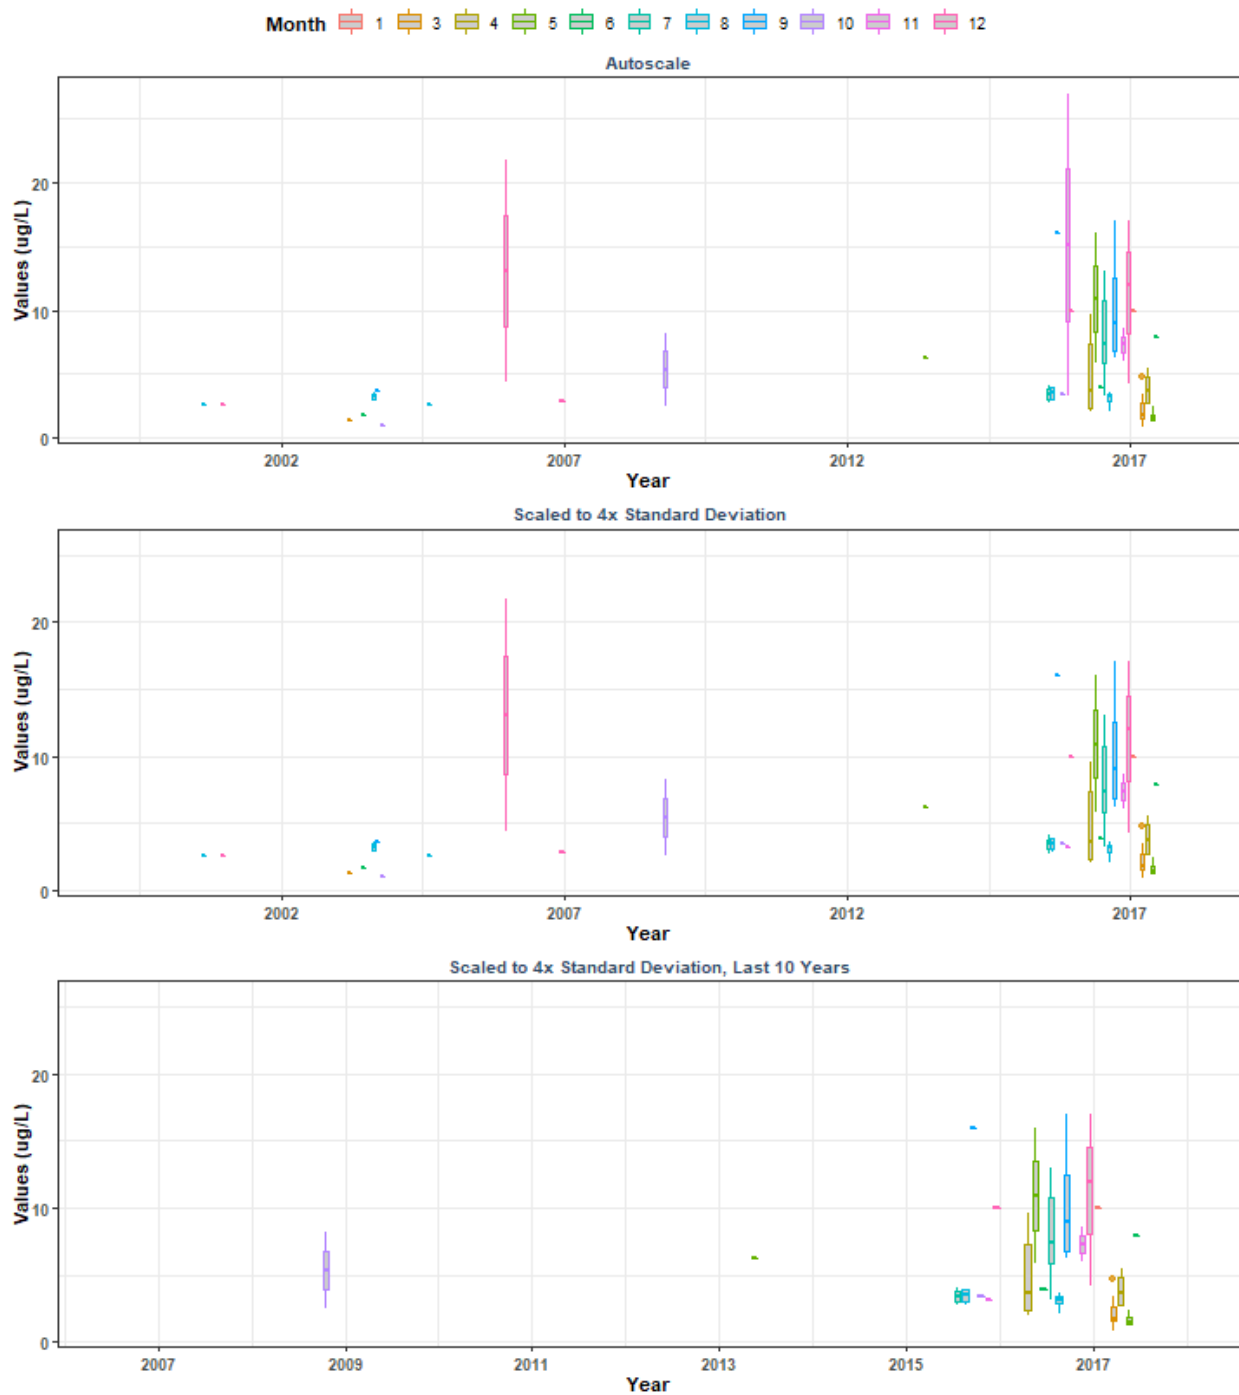 Month 1 3 4 5 6 7 8 9 10 11 12
Autoscale
Values (ug/L)
20
10
0
2002 2007 2012 2017
Year
Scaled to 4x Standard Deviation
Values (ug/L)
20
10
0
2002 2007 2012 2017
Year
Scaled to 4x Standard Deviation, Last 10 Years
Values (ug/L)
20
10
0
2007 2009 2011 2013 2015 2017
Year